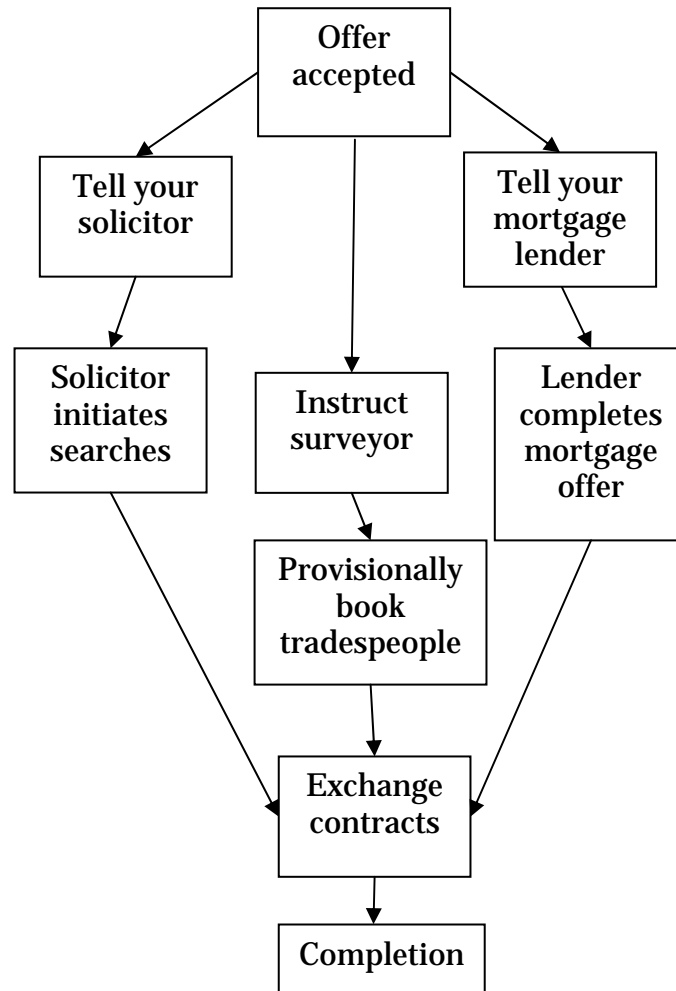 Offer
accepted
Tell your
solicitor
Tell your
mortgage
lender
Solicitor
initiates
searches
Instruct
surveyor
Lender
completes
mortgage
offer
Provisionally
book
tradespeople
Exchange
contracts
Completion